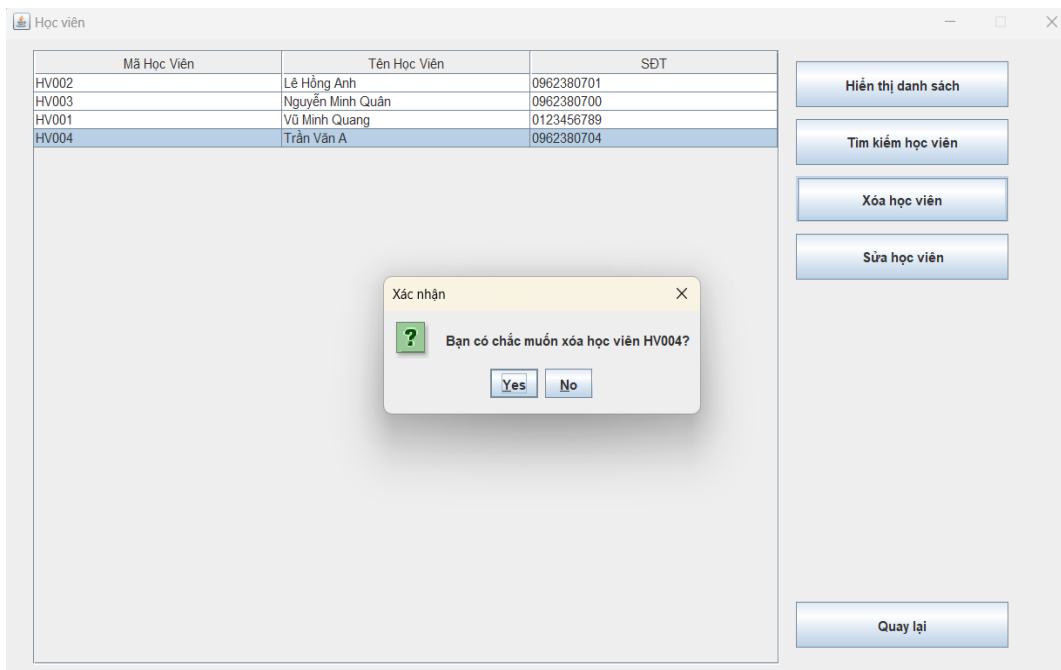 Học viên
Mã Học Viên Tên Học Viên SĐT
HV002 Lê Hồng Anh 0962380701
HV003 Nguyễn Minh Quân 0962380700
HV001 Vũ Minh Quang 0123456789
HV004 Trần Văn A 0962380704
Hiển thị danh sách
Tìm kiếm học viên
Xóa học viên
Sửa học viên
Xác nhận
? Bạn có chắc muốn xóa học viên HV004?
Yes No
Quay lại